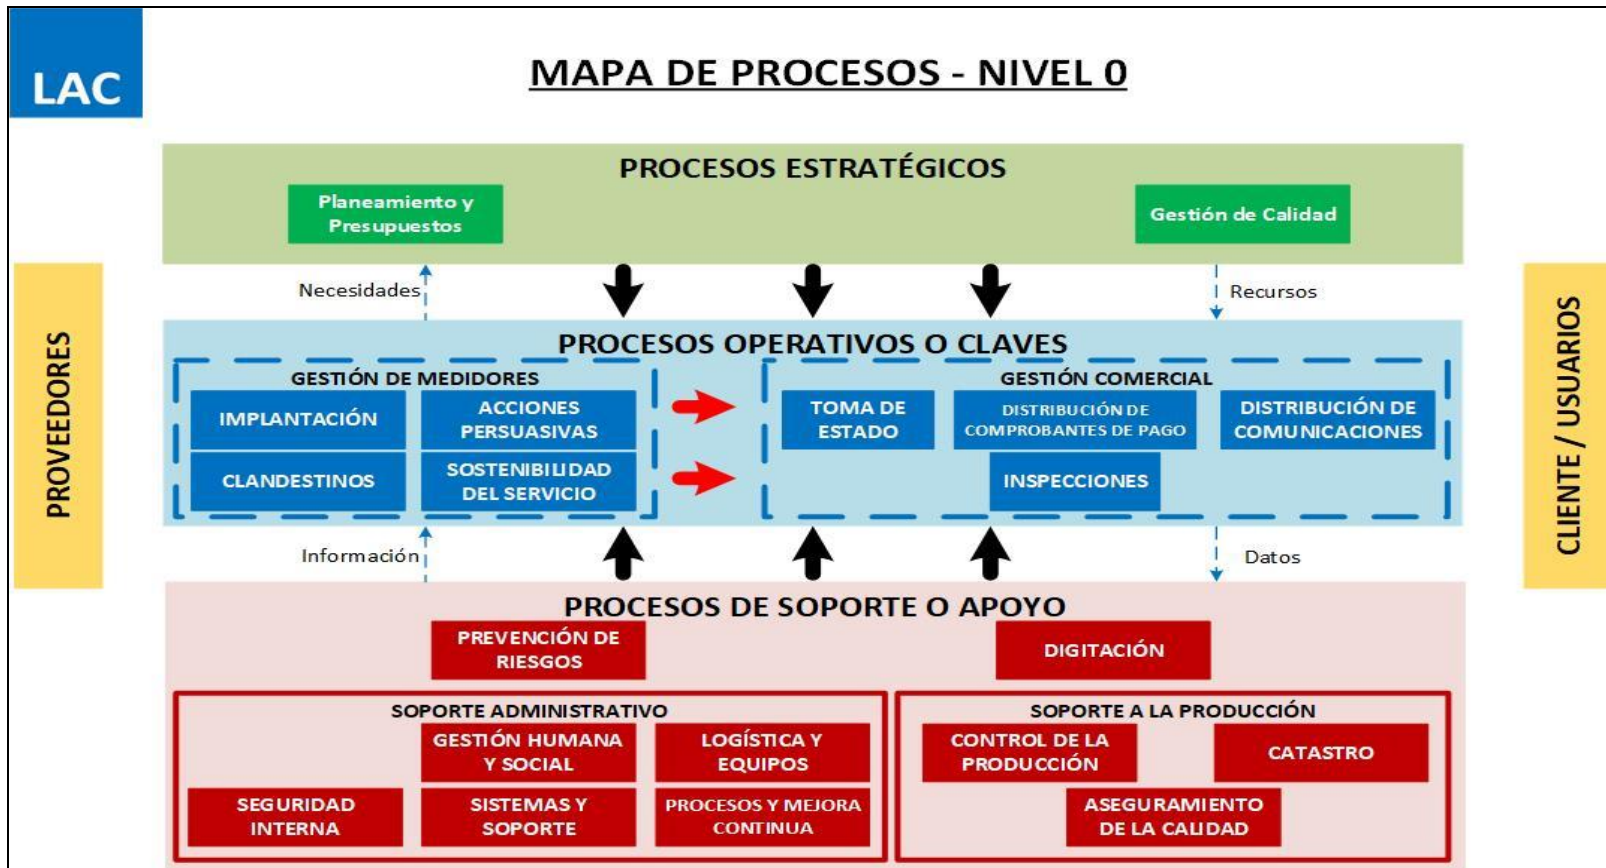 LAC
MAPA DE PROCESOS - NIVEL 0
PROCESOS ESTRATÉGICOS
Planeamiento y
Presupuestos
Gestión de Calidad
Necesidades
Recursos
PROVEEDORES
CLIENTE / USUARIOS
PROCESOS OPERATIVOS O CLAVES
GESTIÓN DE MEDIDORES
IMPLANTACIÓN
ACCIONES
PERSUASIVAS
CLANDESTINOS
SOSTENIBILIDAD
DEL SERVICIO
GESTIÓN COMERCIAL
TOMA DE
ESTADO
DISTRIBUCIÓN DE
COMPROBANTES DE PAGO
DISTRIBUCIÓN DE
COMUNICACIONES
INSPECCIONES
Información
Datos
PROCESOS DE SOPORTE O APOYO
PREVENCIÓN DE
RIESGOS
DIGITACIÓN
SOPORTE ADMINISTRATIVO
GESTIÓN HUMANA
Y SOCIAL
LOGÍSTICA Y
EQUIPOS
SEGURIDAD
INTERNA
SISTEMAS Y
SOPORTE
PROCESOS Y MEJORA
CONTINUA
SOPORTE A LA PRODUCCIÓN
CONTROL DE LA
PRODUCCIÓN
CATASTRO
ASEGURAMIENTO
DE LA CALIDAD